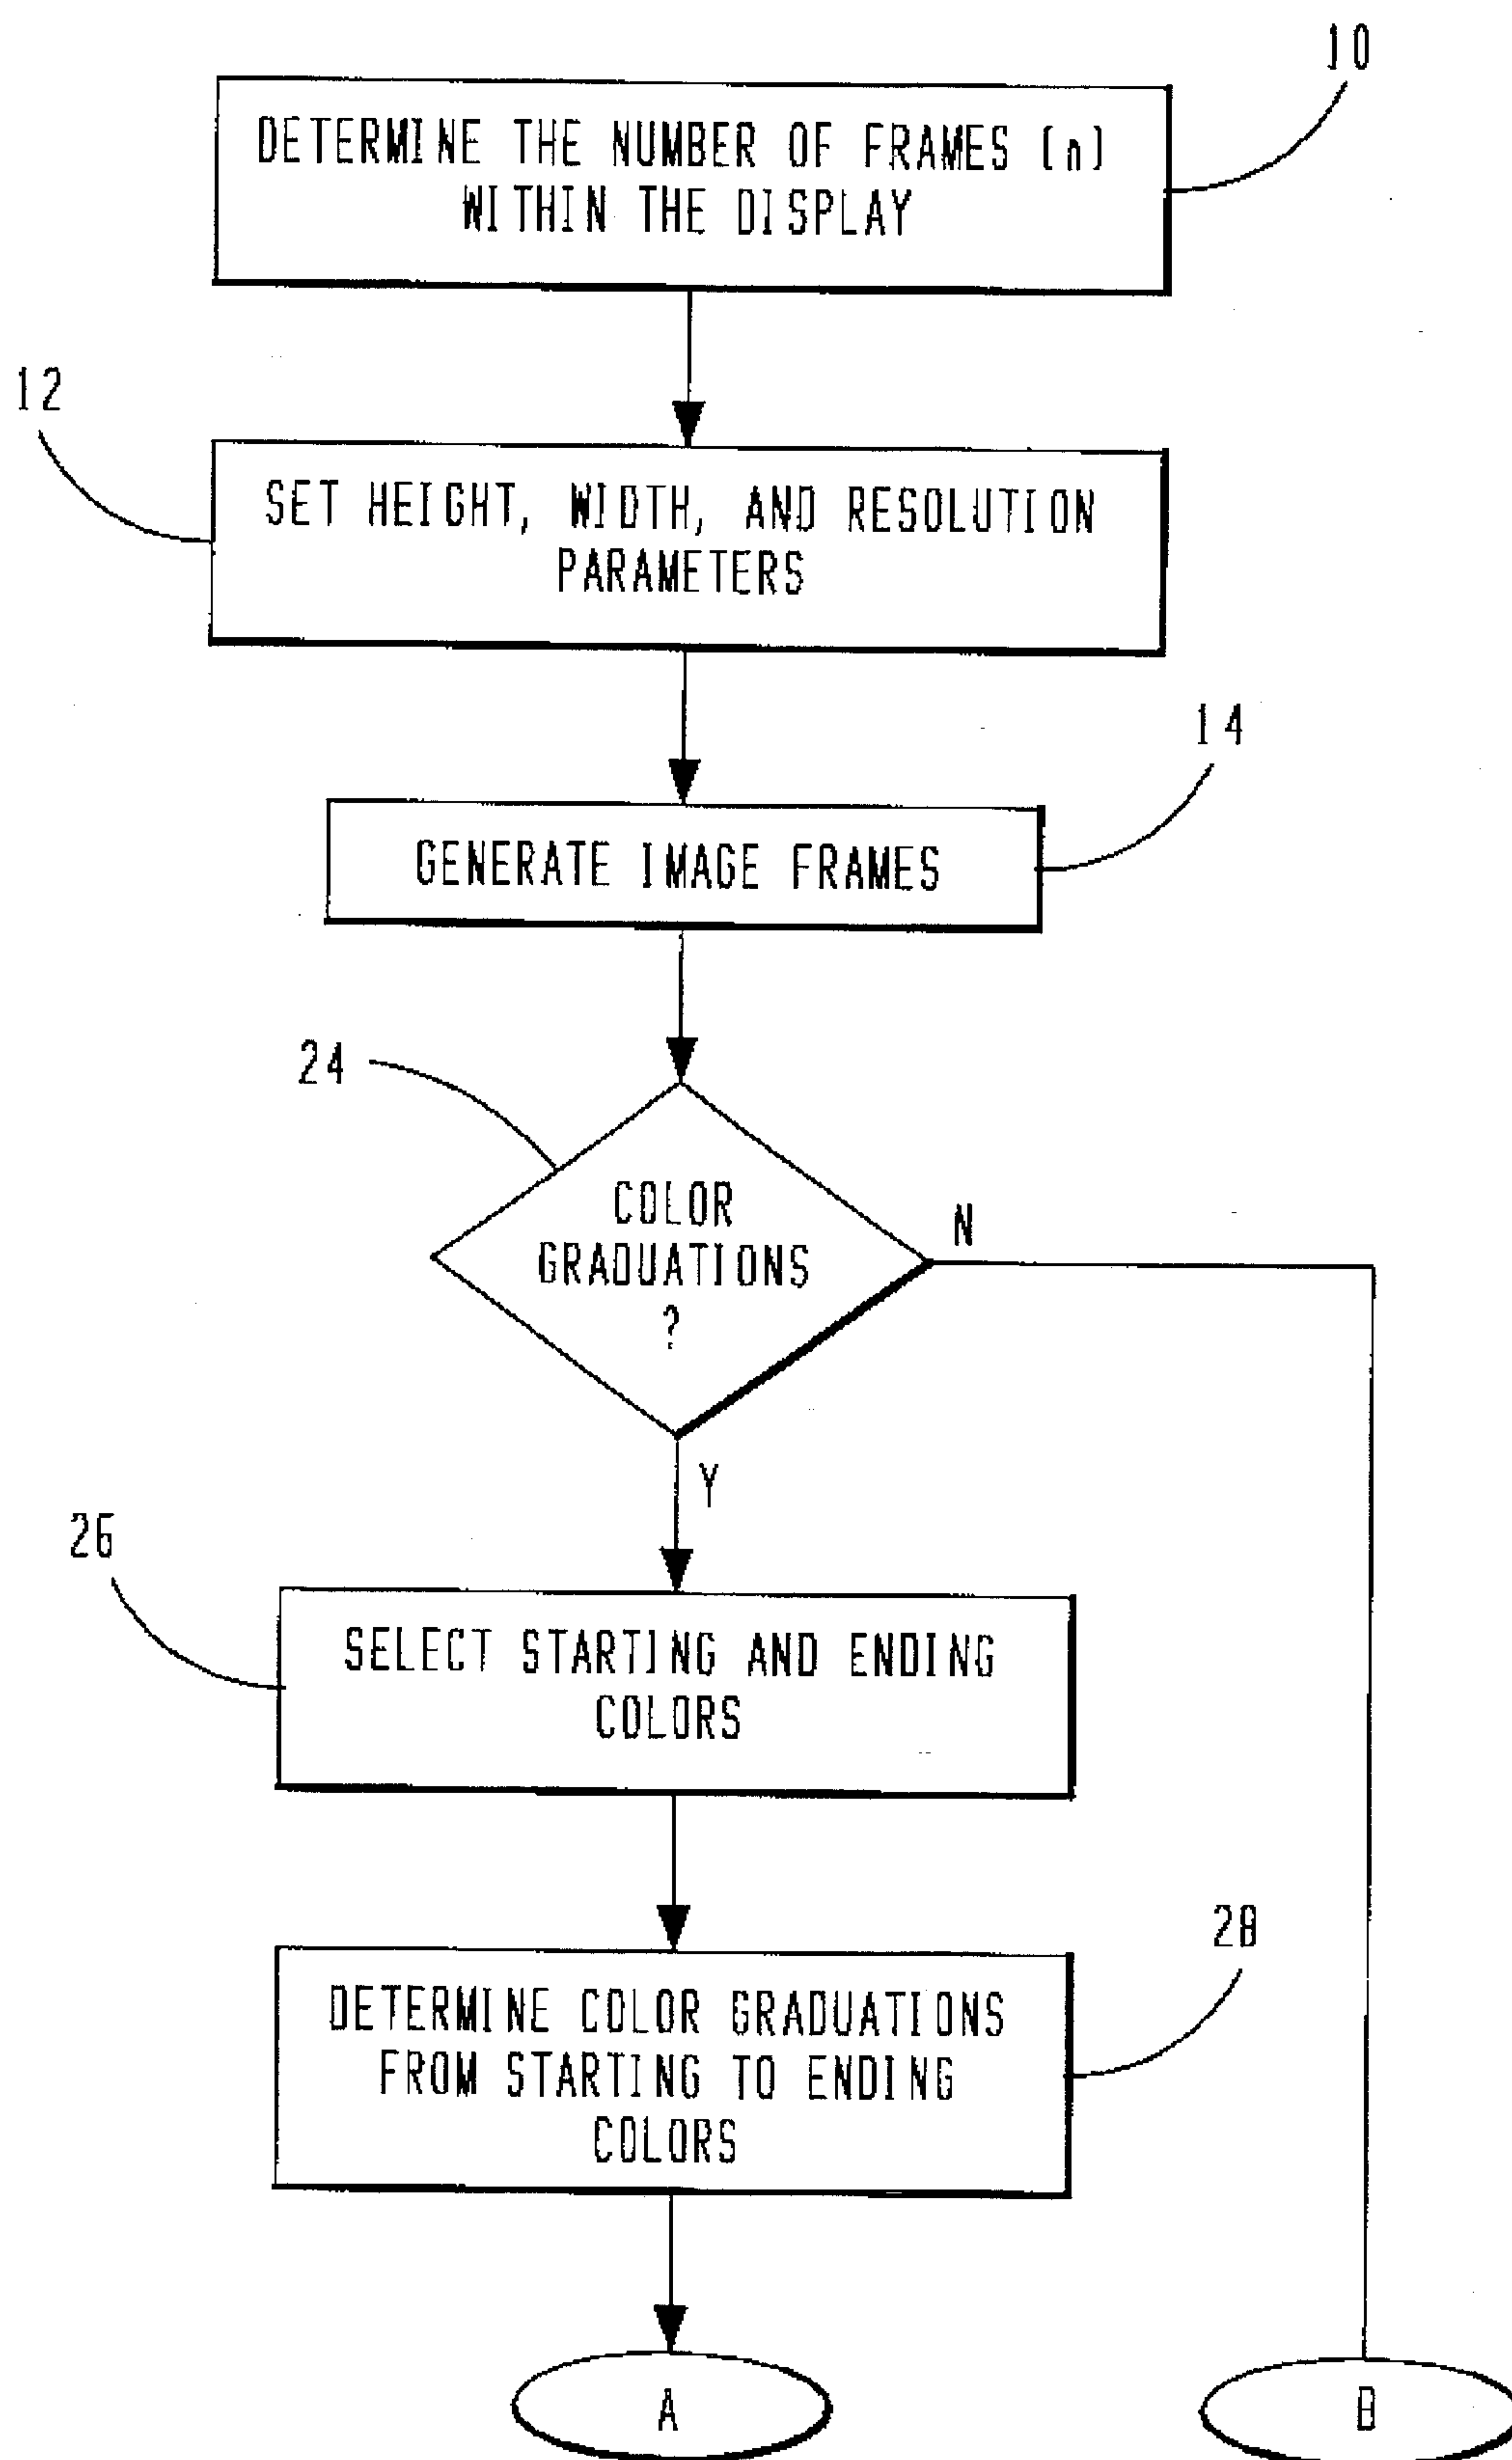 10
DETERMINE THE NUMBER OF FRAMES (n)
WITHIN THE DISPLAY
12
SET HEIGHT, WIDTH, AND RESOLUTION
PARAMETERS
14
GENERATE IMAGE FRAMES
24
COLOR
GRADUATIONS
?
N
Y
26
SELECT STARTING AND ENDING
COLORS
28
DETERMINE COLOR GRADUATIONS
FROM STARTING TO ENDING
COLORS
A
B